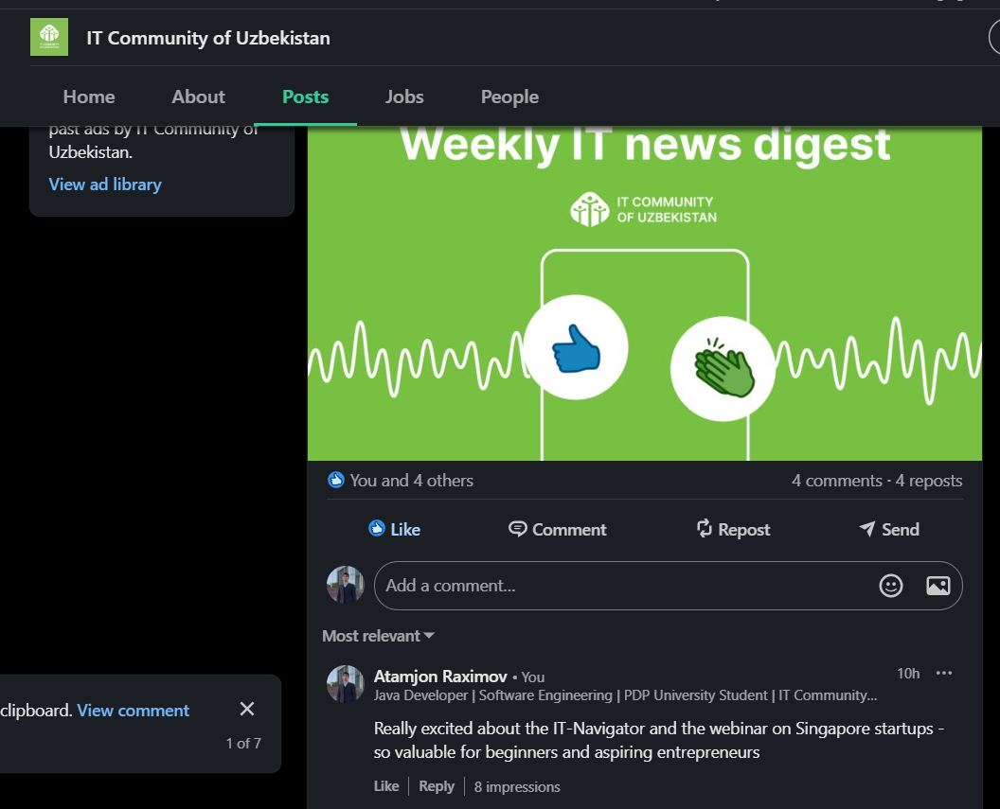 IT Community of Uzbekistan
Home About Posts Jobs People
past ads by IT Community of
Uzbekistan.
View ad library
Weekly IT news digest
IT COMMUNITY
OF UZBEKISTAN
You and 4 others
4 comments · 4 reposts
Like Comment Repost Send
Add a comment...
Most relevant
Atamjon Raximov • You
10h
Java Developer | Software Engineering | PDP University Student | IT Community...
Really excited about the IT-Navigator and the webinar on Singapore startups -
so valuable for beginners and aspiring entrepreneurs
Like Reply 8 impressions
clipboard. View comment
1 of 7